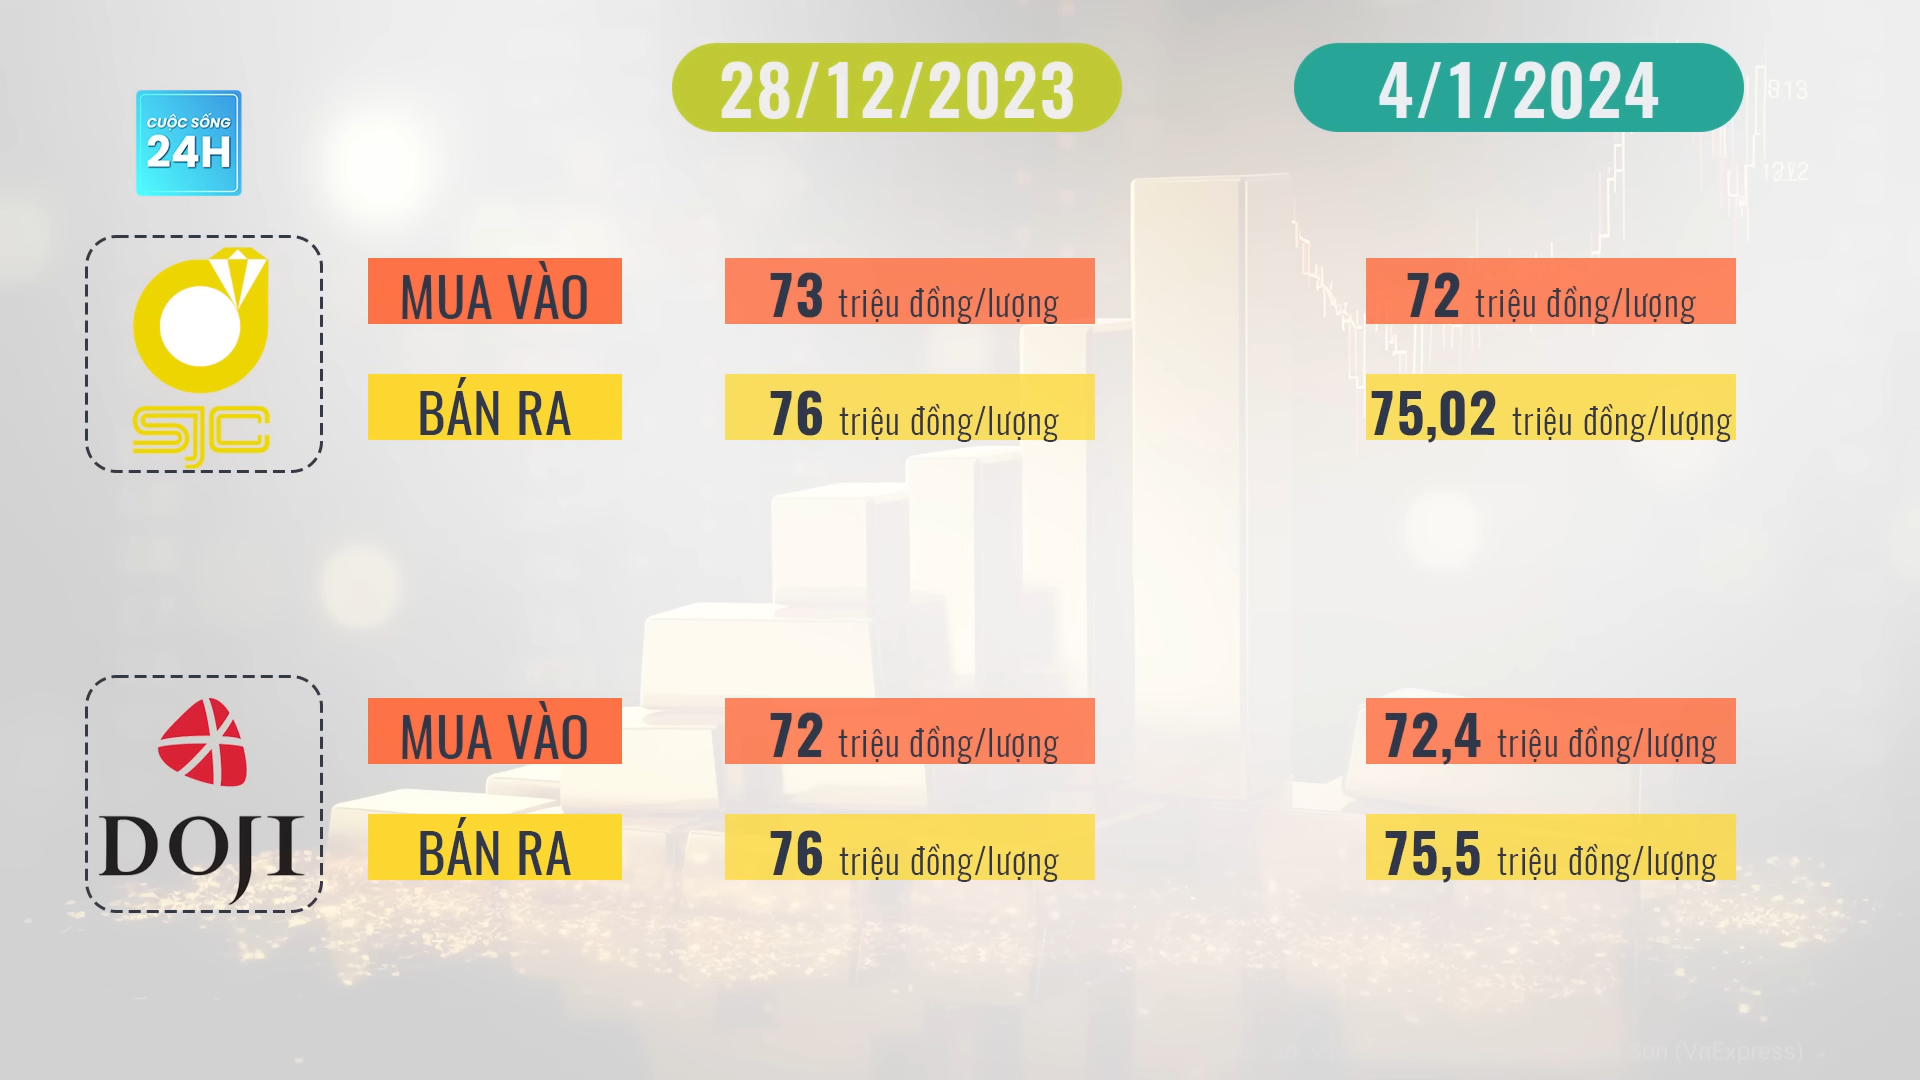 28/12/2023
4/1/2024
813
CUỘC SỐNG
24H
MUA VÀO
73 triệu đồng/lượng
72 triệu đồng/lượng
BÁN RA
76 triệu đồng/lượng
75,02 triệu đồng/lượng
SJC
MUA VÀO
72 triệu đồng/lượng
72,4 triệu đồng/lượng
DOJI
BÁN RA
76 triệu đồng/lượng
75,5 triệu đồng/lượng
(VnExpress)